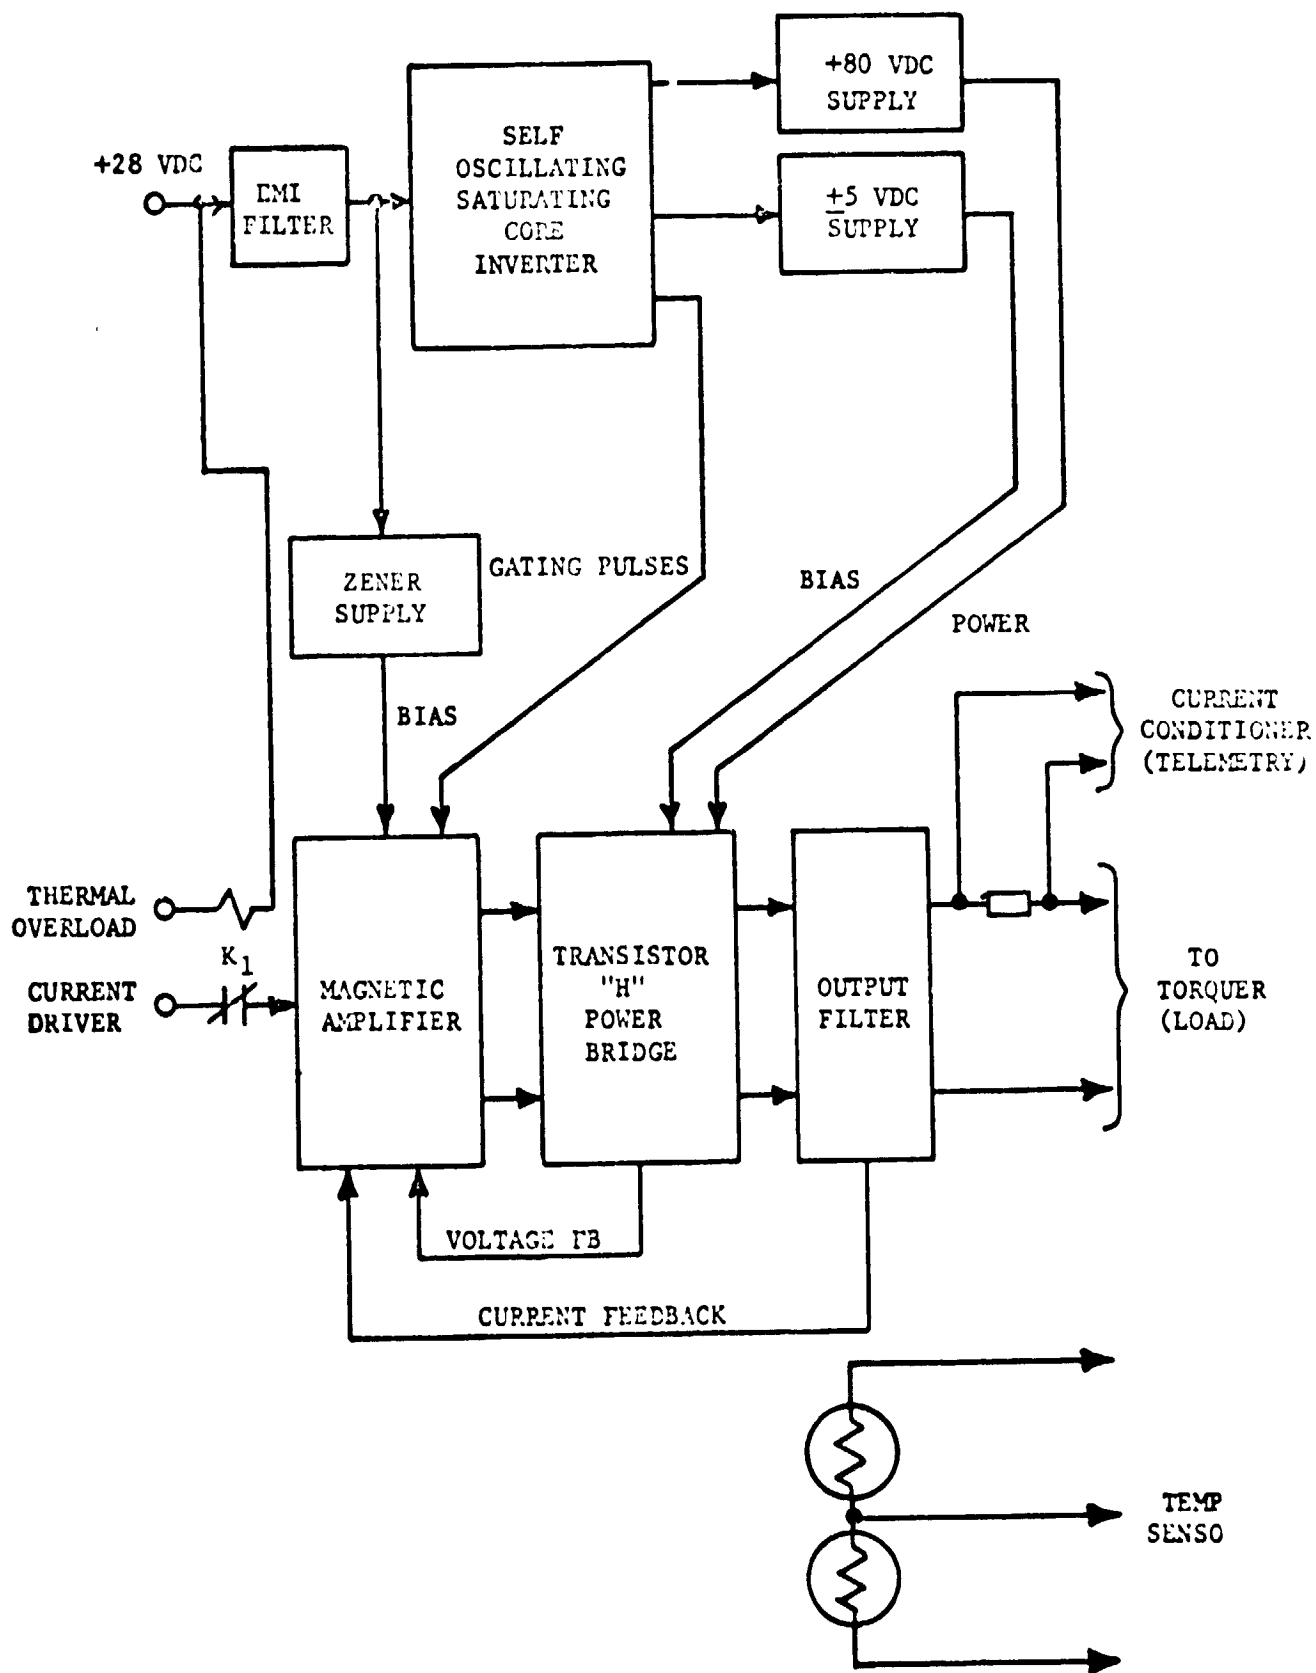 +80 VDC
SUPPLY
SELF
OSCILLATING
SATURATING
CORE
INVERTER
+28 VDC
EMI
FILTER
±5 VDC
SUPPLY
ZENER
SUPPLY
GATING PULSES
BIAS
POWER
BIAS
CURRENT
CONDITIONER
(TELEMETRY)
THERMAL
OVERLOAD
K1
CURRENT
DRIVER
MAGNETIC
AMPLIFIER
TRANSISTOR
"H"
POWER
BRIDGE
OUTPUT
FILTER
TO
TORQUER
(LOAD)
VOLTAGE FB
CURRENT FEEDBACK
TEMP
SENSO